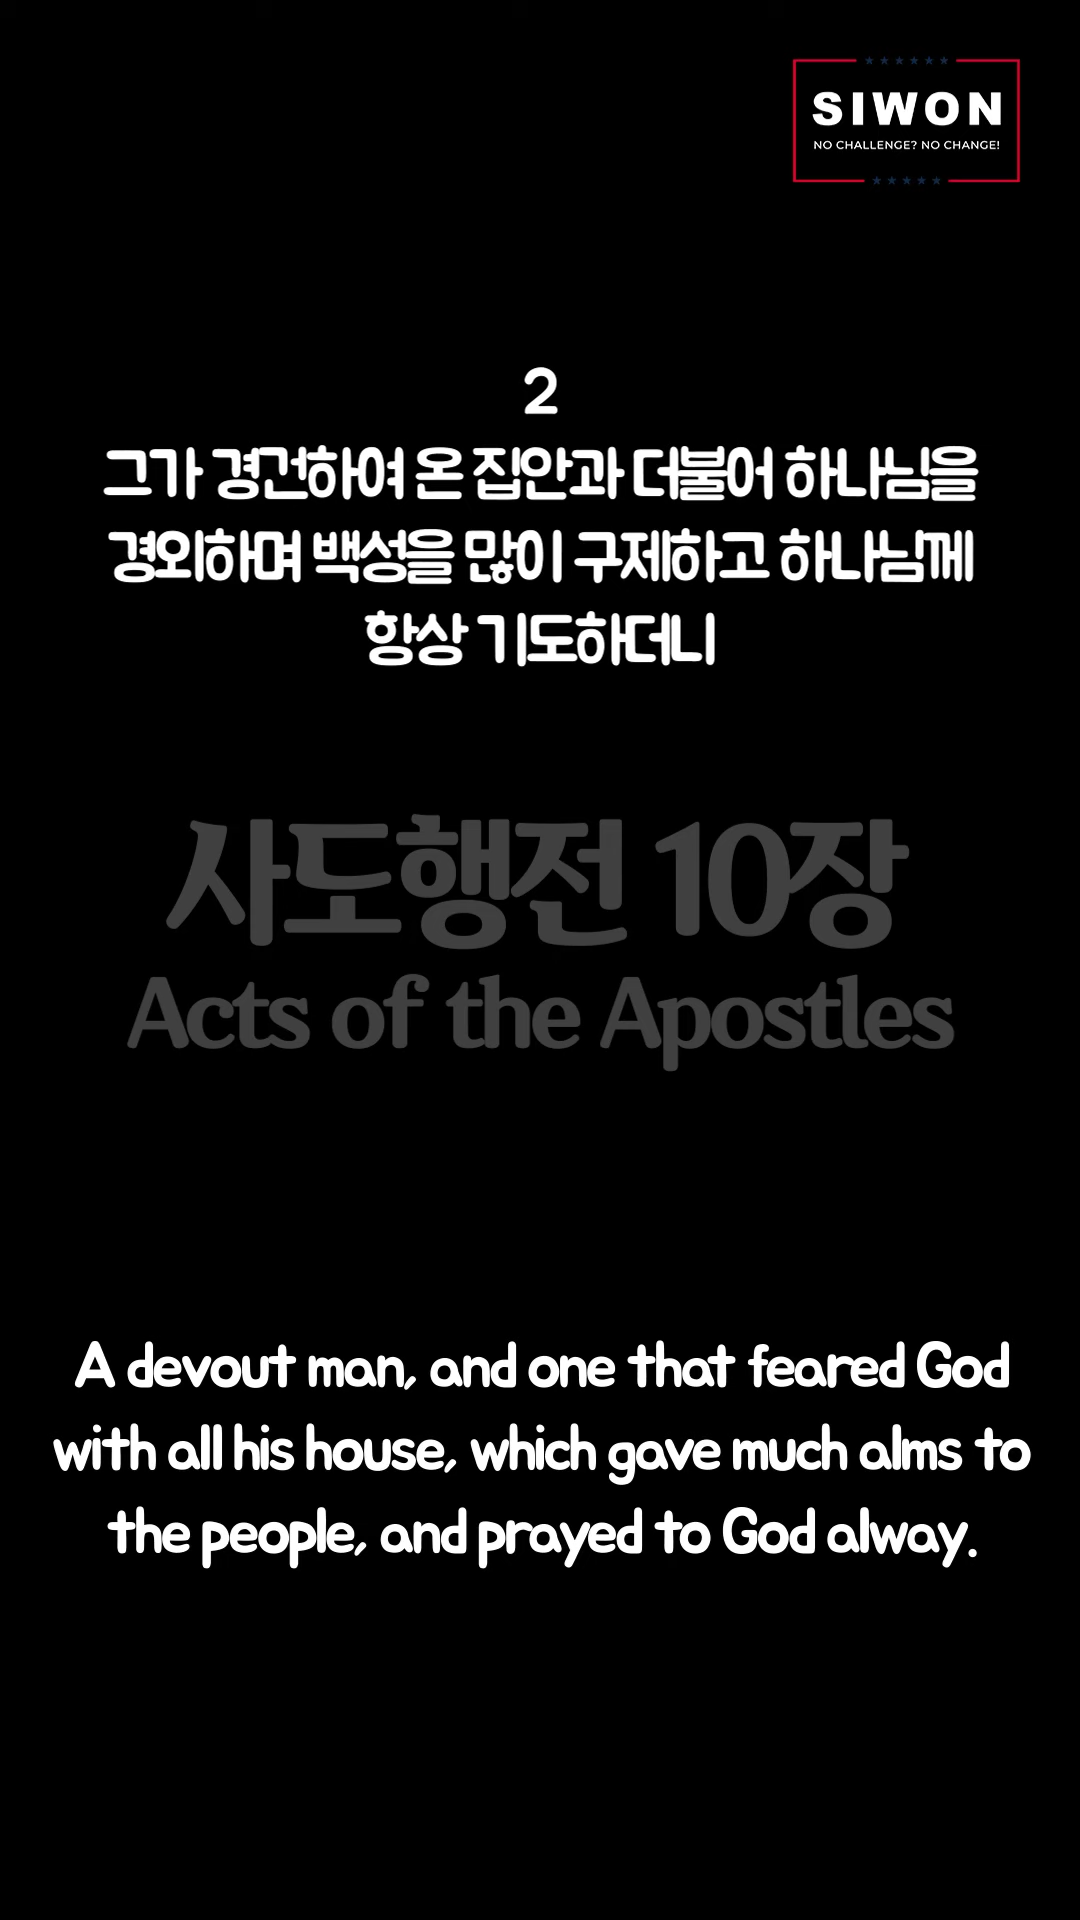 SIWON
NO CHALLENGE? NO CHANGE!
2
그가 경건하여 온 집안과 더불어 하나님을
경외하며 백성을 많이 구제하고 하나님께
항상 기도하더니
사도행전 10장
Acts of the Apostles
A devout man, and one that feared God
with all his house, which gave much alms to
the people, and prayed to God alway.